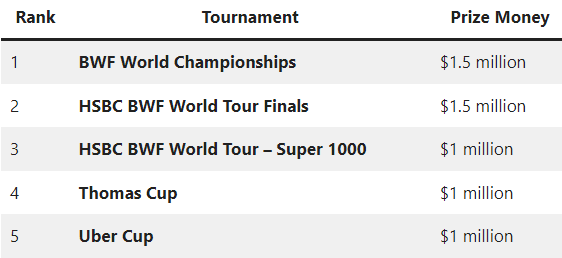 Rank Tournament Prize Money
1 BWF World Championships $1.5 million
2 HSBC BWF World Tour Finals $1.5 million
3 HSBC BWF World Tour – Super 1000 $1 million
4 Thomas Cup $1 million
5 Uber Cup $1 million